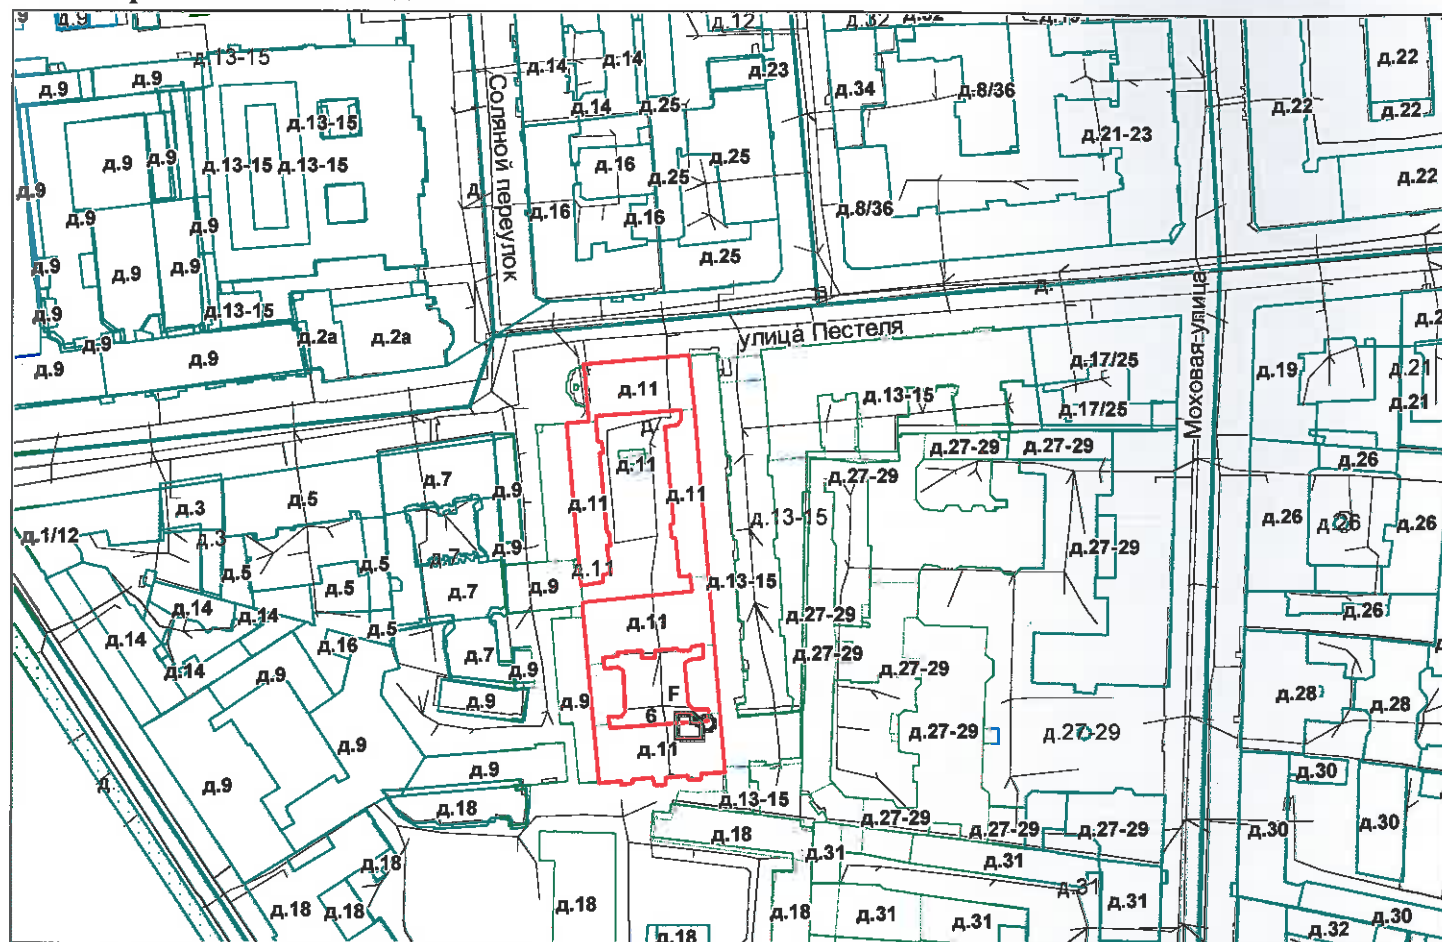 д.9
д.12
д.32
д.13-15
д.14
д.14
д.23
д.22
д.9
д.9
д.34
д.8/36
д.14
д.25
д.22
д.22
д.13-15
д.21-23
д.9
д.9
д.13-15
д.13-15
д.16
д.25
д.25
д.22
д.9
Д
Соляной переулок
д.16
д.16
д.8/36
д.9
д.9
д.25
д.9
д.9
д.9
Моховая улица
д.
д.9
д.13-15
д.2а
д.2а
улица Пестеля
д.9
д.9
д.9
д.17/25
д.19
д.21
д.11
д.13-15
д.17/25
д.21
д
д.27-29
д.27-29
д.26
д.11
д.7
д.27-29
д.3
д.5
д.9
д.11
д.11
д.13-15
д.26
д.26
д.26
д.1/12
д.3
д.7
д.9
д.27-29
д.5
д.5
д.5
д.7
д.9
д.11
д.13-15
д.14
д.14
д.14
д.5
д.11
д.27-29
д.26
д.16
д.14
д.9
д.7
д.9
д.27-29
д.27-29
д.9
д.9
F
6
д.28
д.28
д.9
д.11
д.27-29
д.27-29
д.9
д.9
д.30
Д
д.18
д.13-15
д.18
д.27-29
д.27-29
д.27-29
д.30
д.30
д.18
д.31
д.31
д.31
д.18
д.18
д.18
д.18
д.31
д.31
д.31
д.30
д.32
д.18